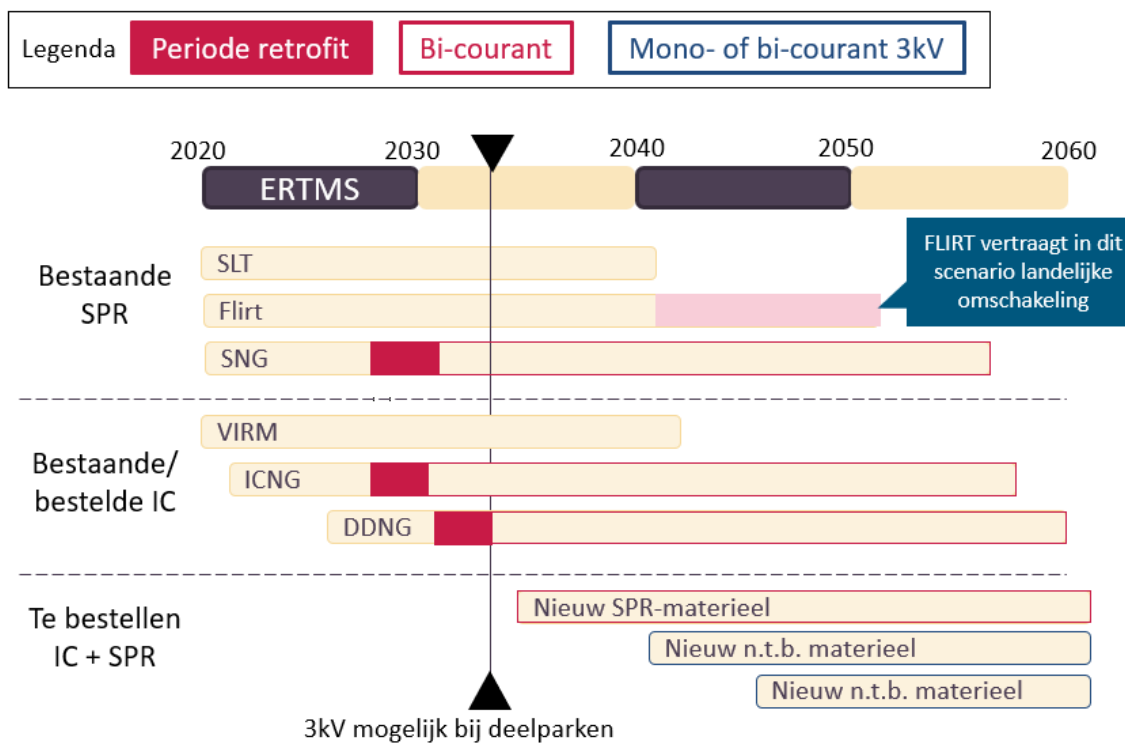 Legenda
Periode retrofit
Bi-courant
Mono- of bi-courant 3kV
2020
2030
2040
2050
2060
ERTMS
FLIRT vertraagt in dit
scenario landelijke
omschakeling
Bestaande
SPR
SLT
Flirt
SNG
Bestaande/
bestelde IC
VIRM
ICNG
DDNG
Te bestellen
IC + SPR
Nieuw SPR-materieel
Nieuw n.t.b. materieel
Nieuw n.t.b. materieel
3kV mogelijk bij deelparken